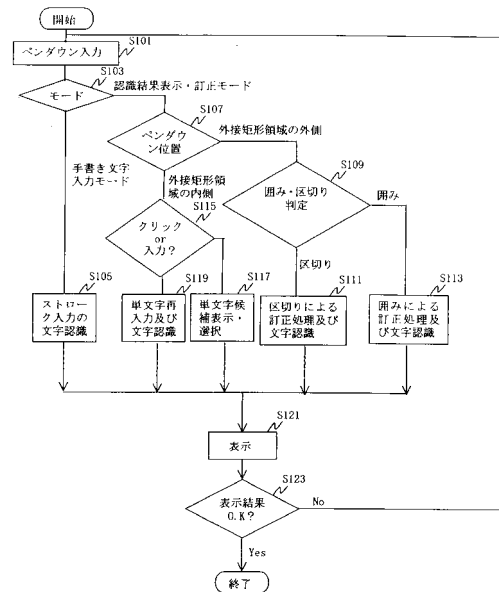 開始
S101
ペンダウン入力
S103
モード
認識結果表示・訂正モード
S107
ペンダウ
ン位置
外接矩形領域の外側
手書き文字
入力モード
外接矩形領
域の内側
S109
囲み・区切り
判定
囲み
S115
クリック
or
入力?
区切り
S105
ストロー
ク入力の
文字認識
S119
単文字再
入力及び
文字認識
S117
単文字候
補表示・
選択
S111
区切りによる
訂正処理及び
文字認識
S113
囲みによる
訂正処理及
び文字認識
S121
表示
S123
表示結果
O.K?
No
Yes
終了